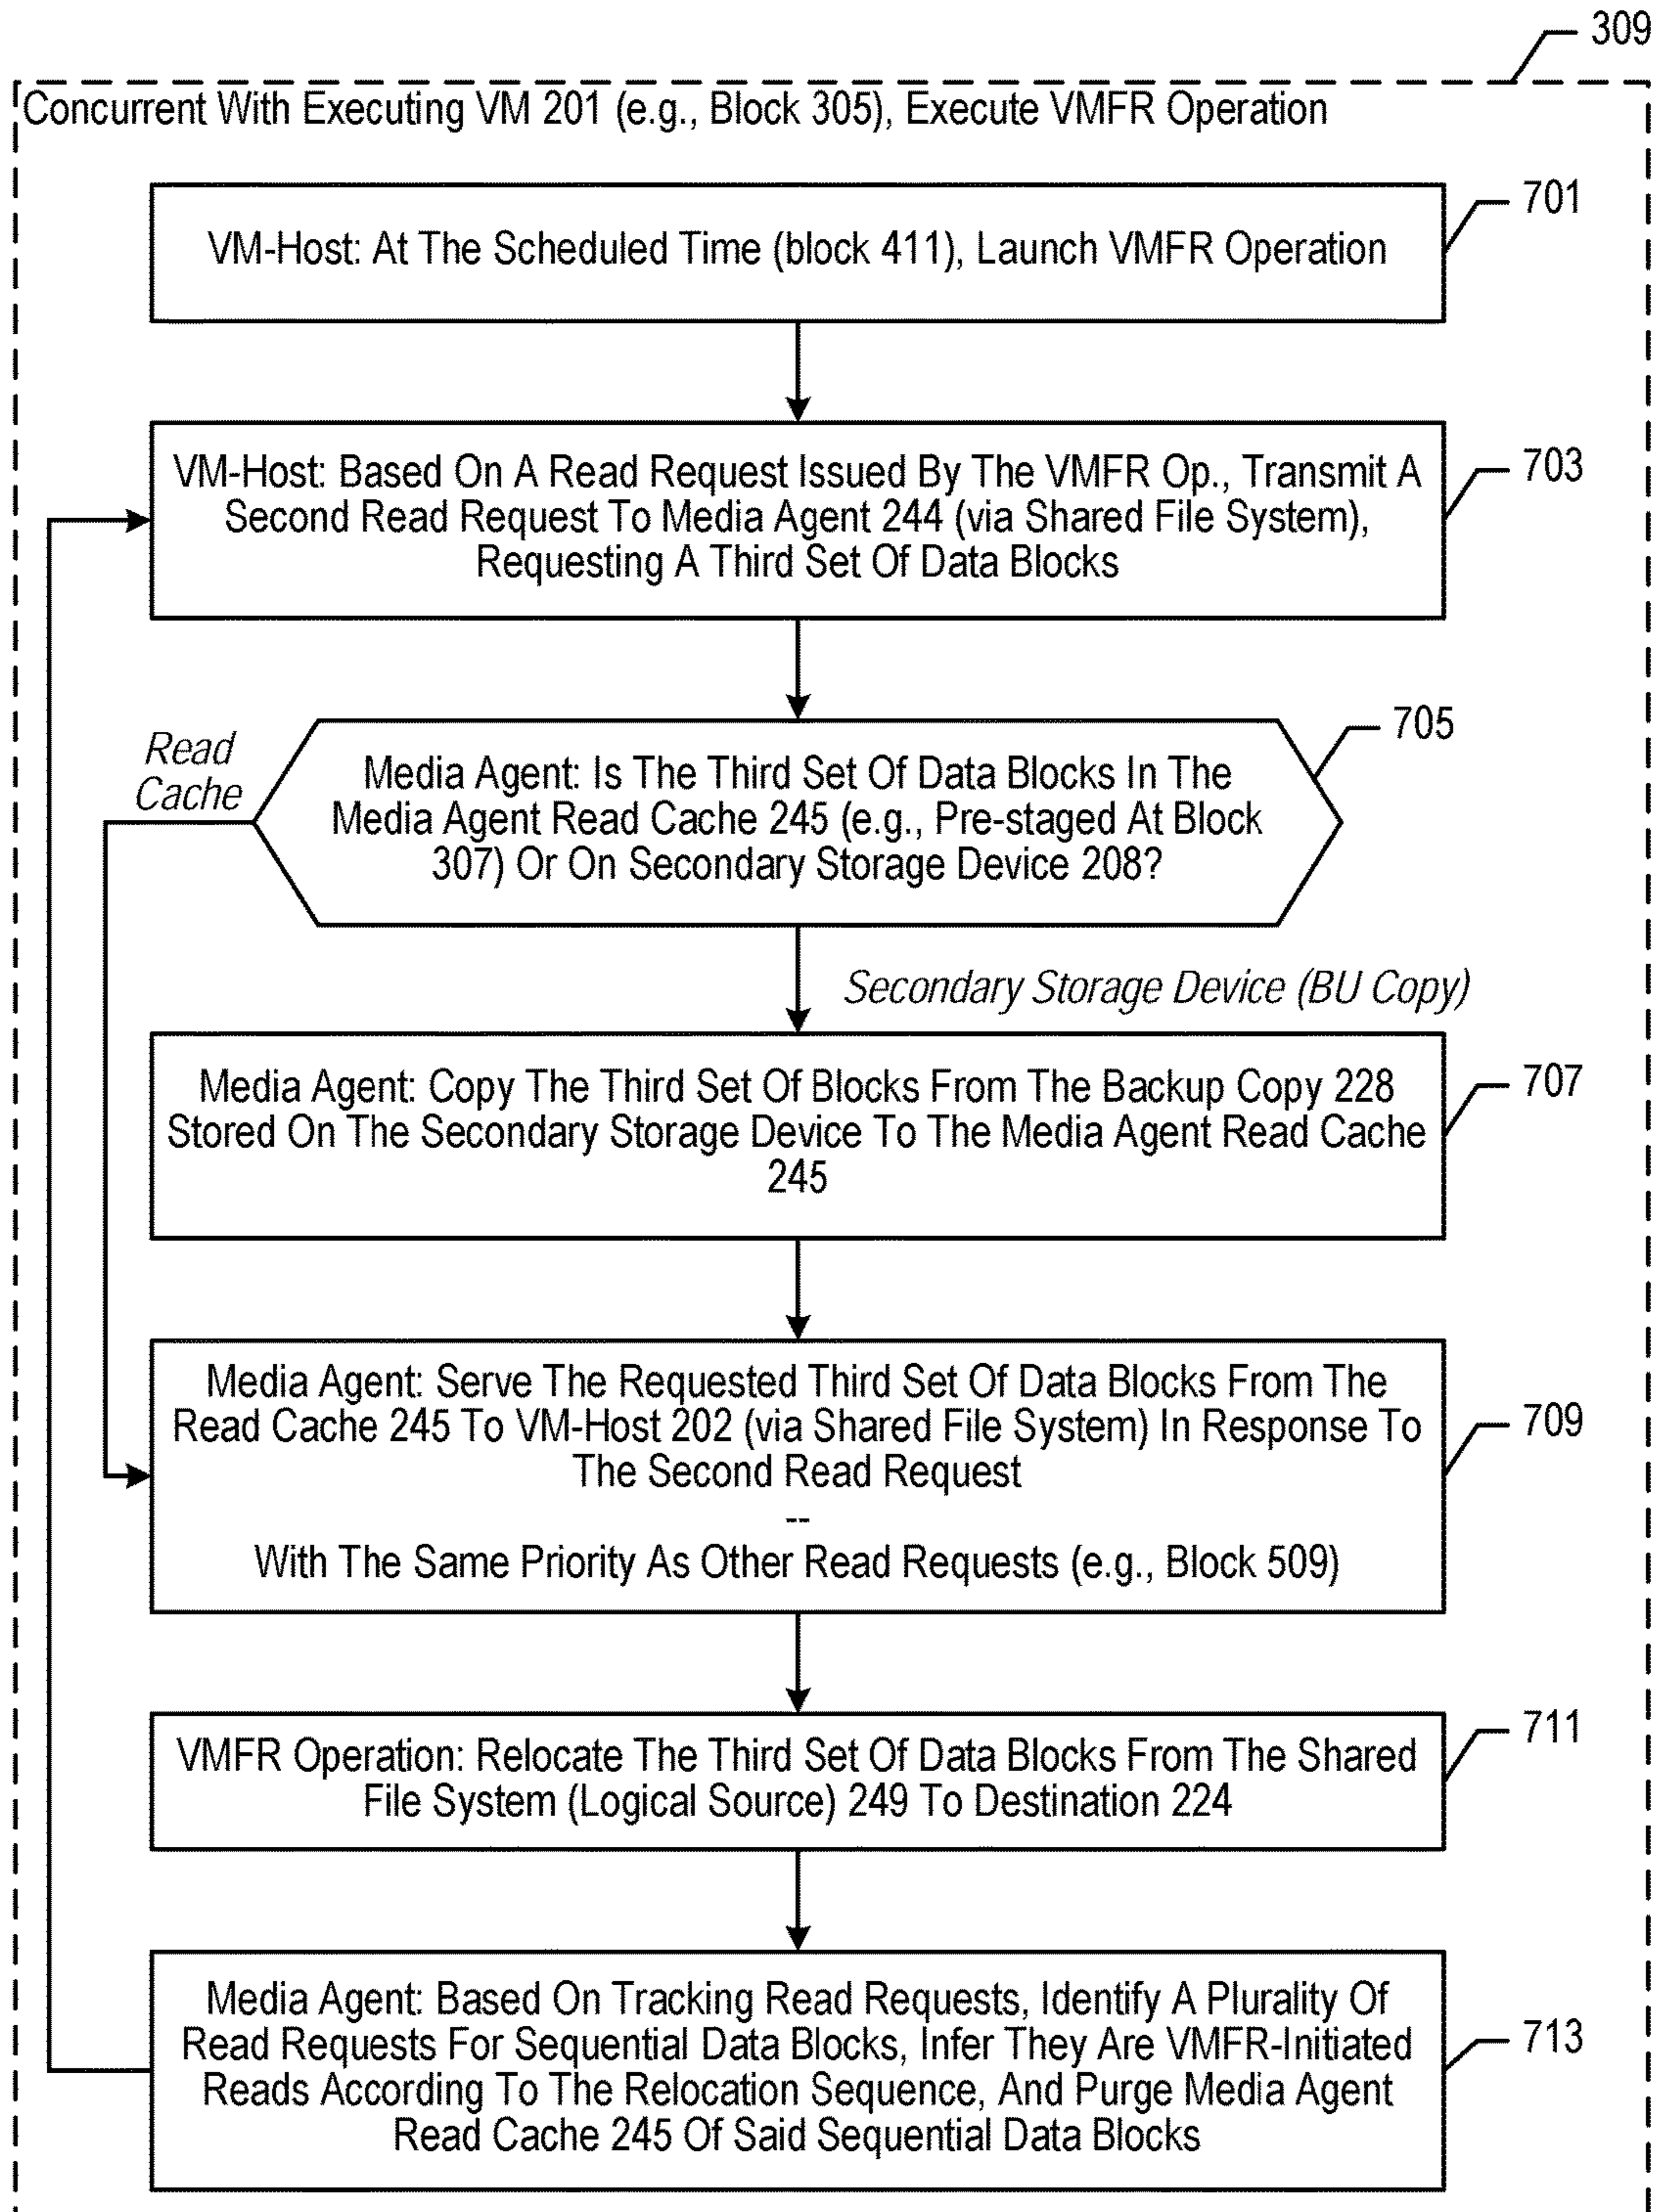 309
Concurrent With Executing VM 201 (e.g., Block 305), Execute VMFR Operation
701
VM-Host: At The Scheduled Time (block 411), Launch VMFR Operation
703
VM-Host: Based On A Read Request Issued By The VMFR Op., Transmit A
Second Read Request To Media Agent 244 (via Shared File System),
Requesting A Third Set Of Data Blocks
705
Read
Cache
Media Agent: Is The Third Set Of Data Blocks In The
Media Agent Read Cache 245 (e.g., Pre-staged At Block
307) Or On Secondary Storage Device 208?
Secondary Storage Device (BU Copy)
707
Media Agent: Copy The Third Set Of Blocks From The Backup Copy 228
Stored On The Secondary Storage Device To The Media Agent Read Cache
245
709
Media Agent: Serve The Requested Third Set Of Data Blocks From The
Read Cache 245 To VM-Host 202 (via Shared File System) In Response To
The Second Read Request
--
With The Same Priority As Other Read Requests (e.g., Block 509)
711
VMFR Operation: Relocate The Third Set Of Data Blocks From The Shared
File System (Logical Source) 249 To Destination 224
713
Media Agent: Based On Tracking Read Requests, Identify A Plurality Of
Read Requests For Sequential Data Blocks, Infer They Are VMFR-Initiated
Reads According To The Relocation Sequence, And Purge Media Agent
Read Cache 245 Of Said Sequential Data Blocks